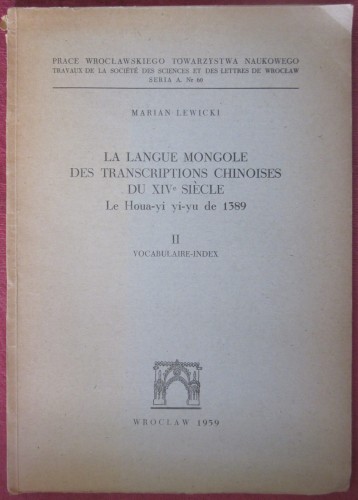 PRACE WROCŁAWSKIEGO TOWARZYSTWA NAUKOWEGO
TRAVAUX DE LA SOCIÉTÉ DES SCIENCES ET DES LETTRES DE WROCŁAW
SERIA A. Nr 60
MARIAN LEWICKI
LA LANGUE MONGOLE
DES TRANSCRIPTIONS CHINOISES
DU XIVe SIÈCLE
Le Houa-yi yi-yu de 1389
II
VOCABULAIRE-INDEX
WROCŁAW 1959